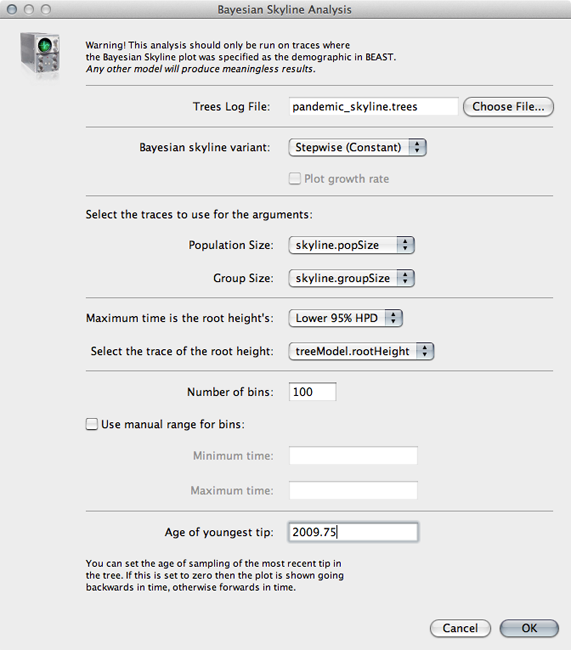 Bayesian Skyline Analysis
Warning! This analysis should only be run on traces where
the Bayesian Skyline plot was specified as the demographic in BEAST.
Any other model will produce meaningless results.
Trees Log File: pandemic_skyline.trees Choose File...
Bayesian skyline variant: Stepwise (Constant)
Plot growth rate
Select the traces to use for the arguments:
Population Size: skyline.popSize
Group Size: skyline.groupSize
Maximum time is the root height's: Lower 95% HPD
Select the trace of the root height: treeModel.rootHeight
Number of bins: 100
Use manual range for bins:
Minimum time:
Maximum time:
Age of youngest tip: 2009.75
You can set the age of sampling of the most recent tip in
the tree. If this is set to zero then the plot is shown going
backwards in time, otherwise forwards in time.
Cancel OK